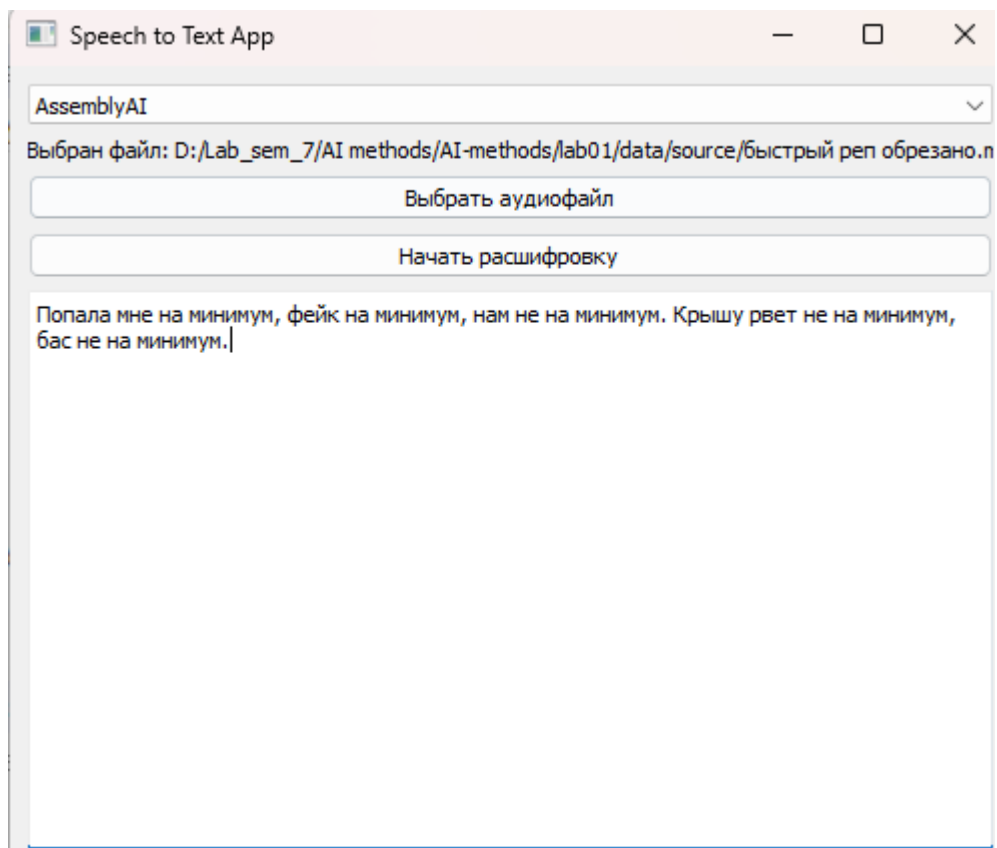 Speech to Text App
AssemblyAI
Выбран файл: D:/Lab_sem_7/AI methods/AI-methods/lab01/data/source/быстрый реп обрезано.n
Выбрать аудиофайл
Начать расшифровку
Попала мне на минимум, фейк на минимум, нам не на минимум. Крышу рвет не на минимум,
бас не на минимум.